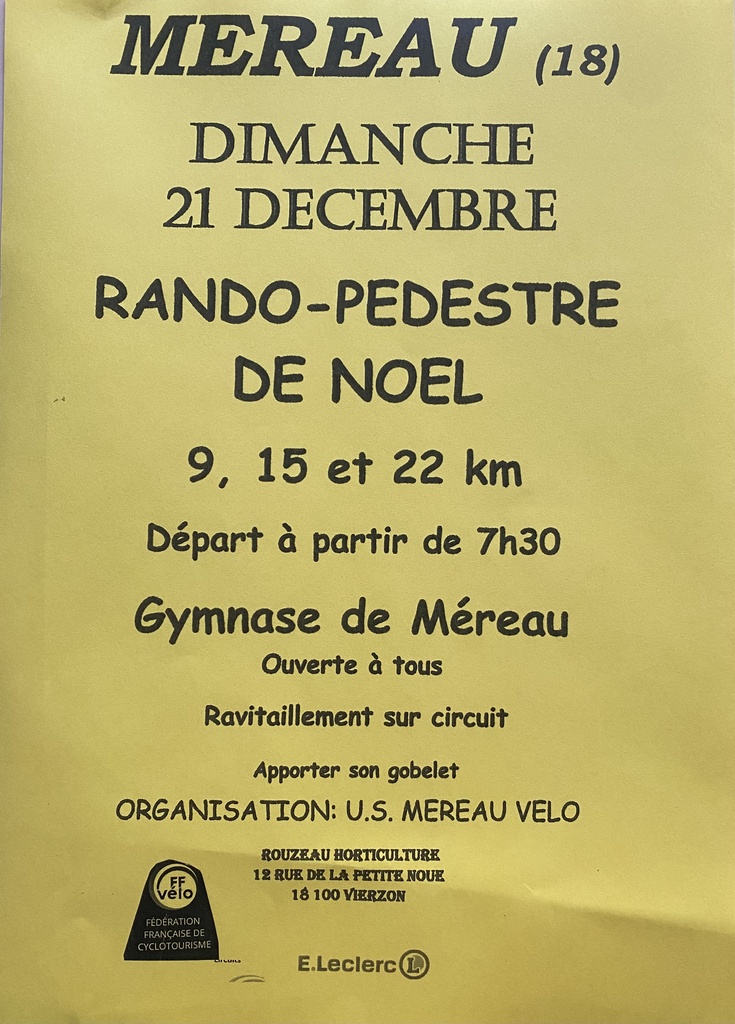 MEREAU (18)
DIMANCHE
21 DECEMBRE
RANDO-PEDESTRE
DE NOEL
9, 15 et 22 km
Départ à partir de 7h30
Gymnase de Méreau
Ouverte à tous
Ravitaillement sur circuit
Apporter son gobelet
ORGANISATION: U.S. MEREAU VELO
ROUZEAU HORTICULTURE
12 RUE DE LA PETITE NOUE
18 100 VIERZON
FF
vélo
FÉDÉRATION
FRANÇAISE DE
CYCLOTOURISME
E.Leclerc L